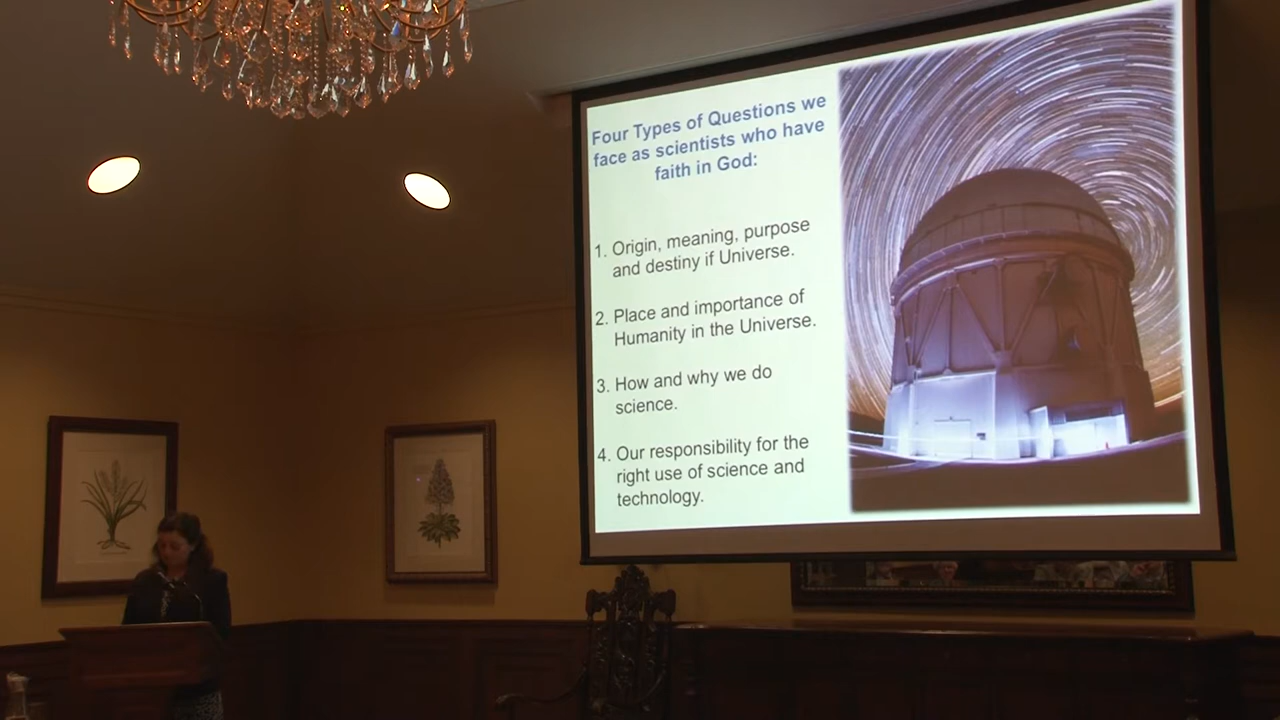 Four Types of Questions we
face as scientists who have
faith in God:
1. Origin, meaning, purpose
and destiny if Universe.
2. Place and importance of
Humanity in the Universe.
3. How and why we do
science.
4. Our responsibility for the
right use of science and
technology.